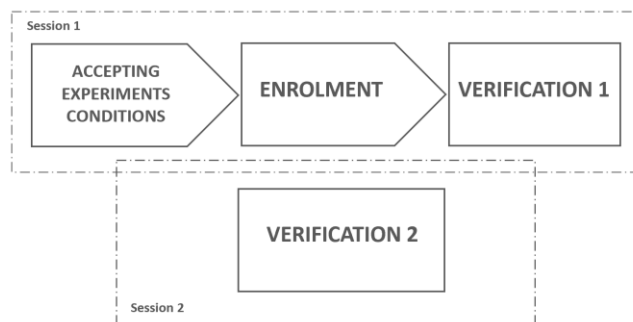 Session 1
ACCEPTING
EXPERIMENTS
CONDITIONS
ENROLMENT
VERIFICATION 1
VERIFICATION 2
Session 2